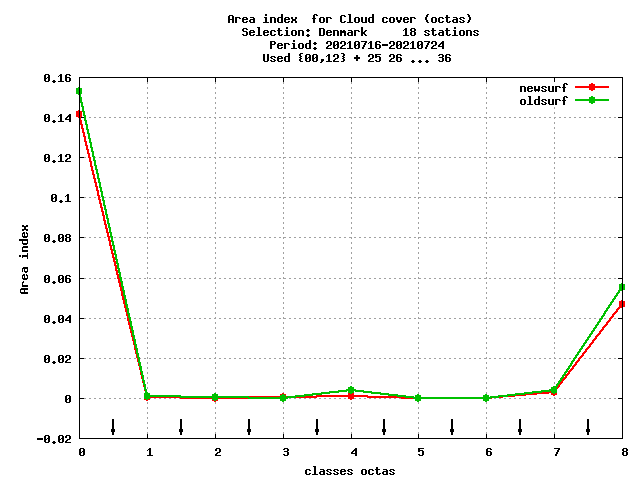 Area index  for Cloud cover (octas)
Selection: Denmark     18 stations
Period: 20210716-20210724
Used {00,12} + 25 26 ... 36
newsurf
oldsurf
0.16
0.14
0.12
0.1
0.08
0.06
0.04
0.02
0
-0.02
Area index
0 1 2 3 4 5 6 7 8
classes octas